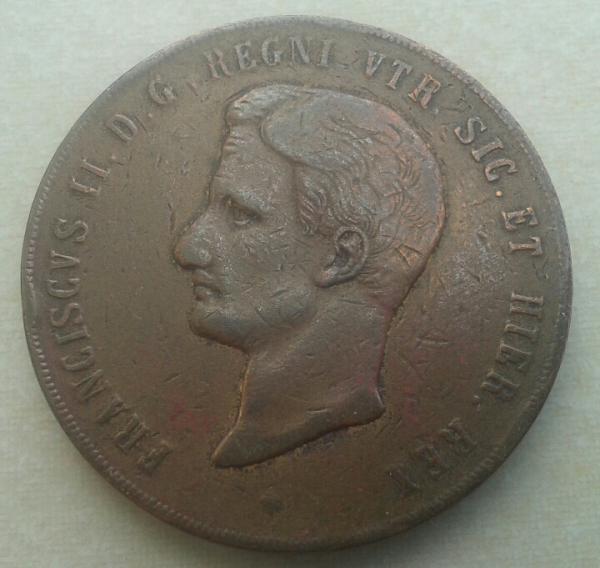 FRANCISCVS II. D. G. REGNI VTR. SIC. ET HIER. REX